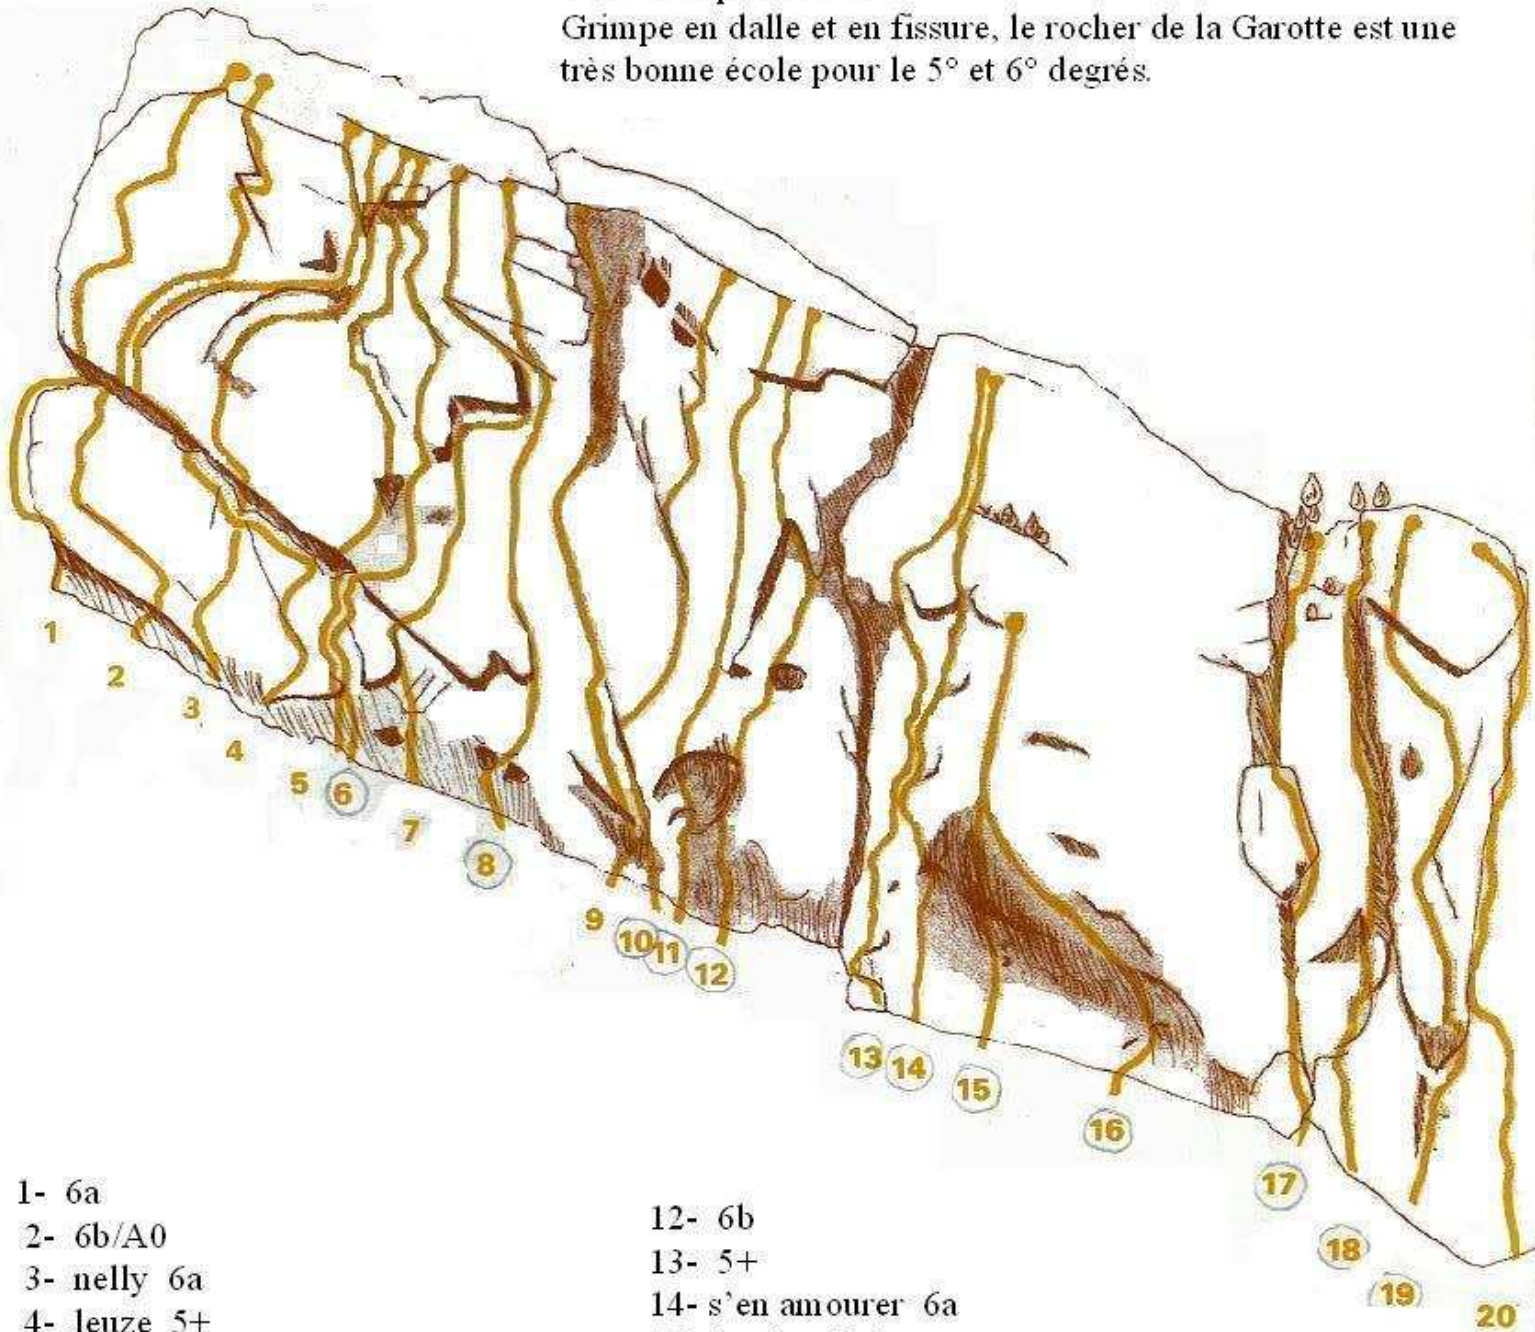 Grimpe en dalle et en fissure, le rocher de la Garotte est une
très bonne école pour le 5° et 6° degrés.
1
2
3
4
5
6
7
8
9
10
11
12
13
14
15
16
17
18
19
20
1- 6a
2- 6b/A0
3- nelly 6a
4- leuze 5+
12- 6b
13- 5+
14- s'en amourer 6a